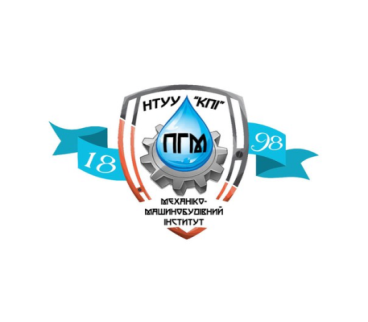 НТУУ "КПІ"
18 ПГМ 98
МЕХАНІКО-
МАШИНОБУДІВНИЙ
ІНСТИТУТ